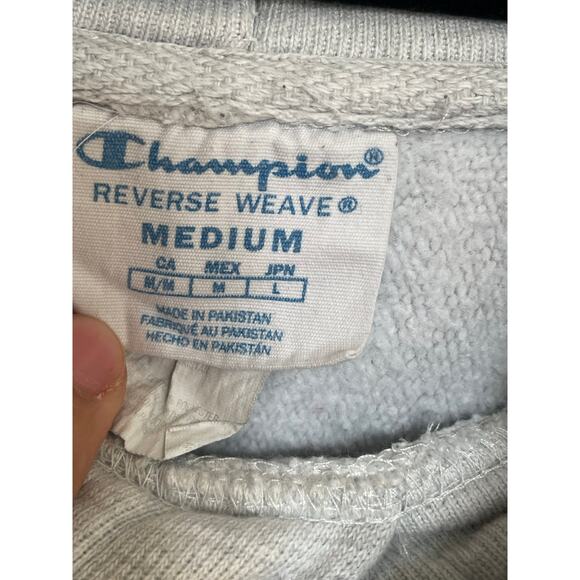 Champion®
REVERSE WEAVE®
MEDIUM
CA MEX JPN
M/M M L
MADE IN PAKISTAN
FABRIQUÉ AU PAKISTAN
HECHO EN PAKISTÁN